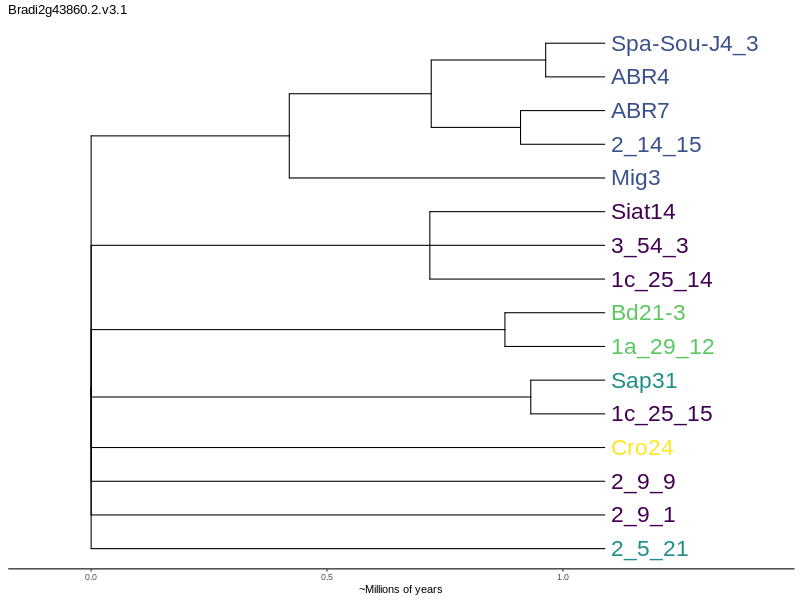 Bradi2g43860.2.v3.1
Spa-Sou-J4_3
ABR4
ABR7
2_14_15
Mig3
Siat14
3_54_3
1c_25_14
Bd21-3
1a_29_12
Sap31
1c_25_15
Cro24
2_9_9
2_9_1
2_5_21
0.0 0.5 1.0
~Millions of years